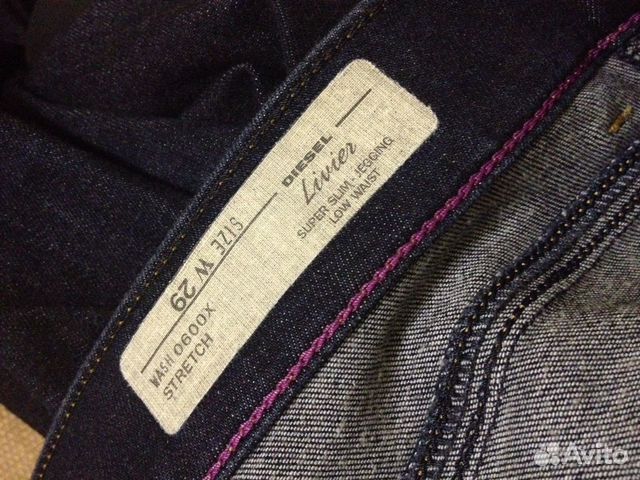 DIESEL
Livier
SUPER SLIM-JEGGING
LOW WAIST
SIZE W 29
WASH 0600X
STRETCH
Avito